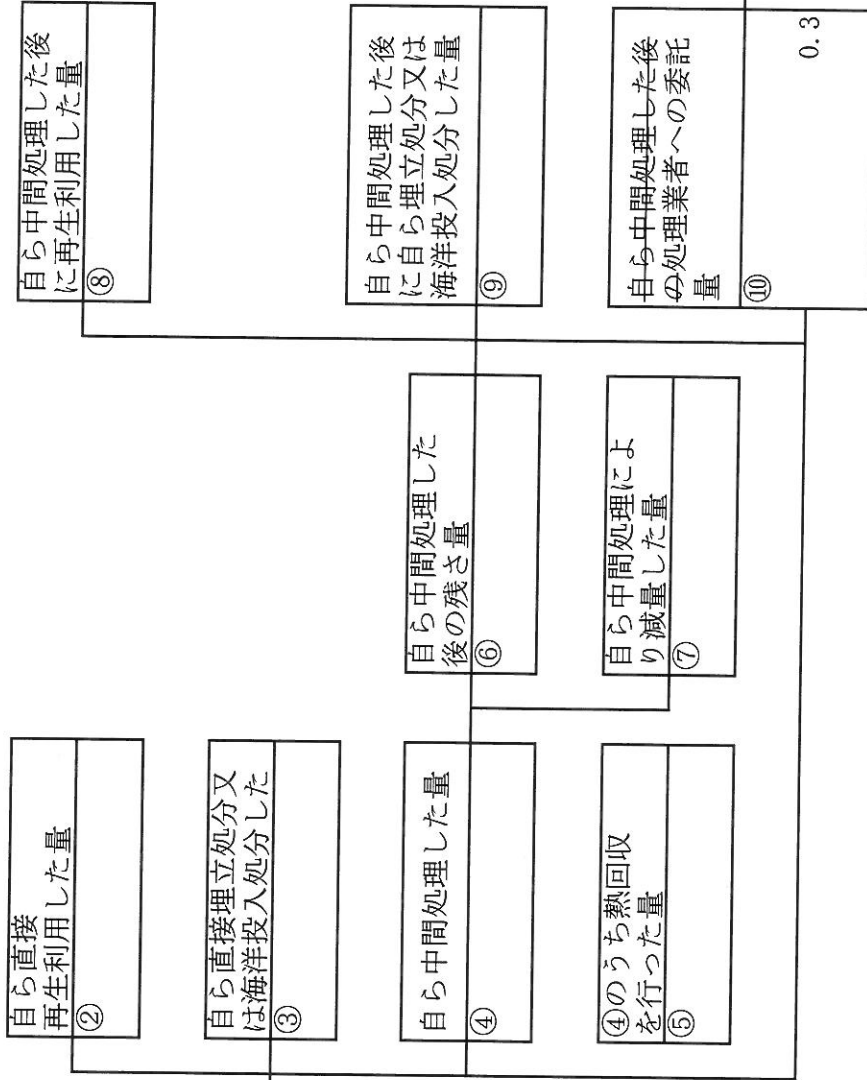 自ら直接
再生利用した量
②
自ら直接埋立処分又
は海洋投入処分した
③
自ら中間処理した量
④
④のうち熱回収
を行った量
⑤
自ら中間処理した
後の残さ量
⑥
自ら中間処理によ
り減量した量
⑦
自ら中間処理した後
に再生利用した量
⑧
自ら中間処理した後
に自ら埋立処分又は
海洋投入処分した量
⑨
自ら中間処理した後
の処理業者への委託
量
⑩
0.3